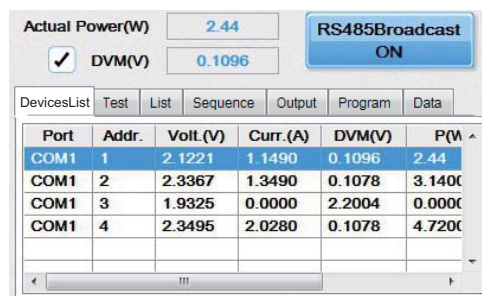 Actual Power(W) 2.44 RS485Broadcast ON
DVM(V) 0.1096
DevicesList Test List Sequence Output Program Data
Port Addr. Volt.(V) Curr.(A) DVM(V) P(W
COM1 1 2.1221 1.1490 0.1096 2.44
COM1 2 2.3367 1.3490 0.1078 3.1400
COM1 3 1.9325 0.0000 2.2004 0.0000
COM1 4 2.3495 2.0280 0.1078 4.7200